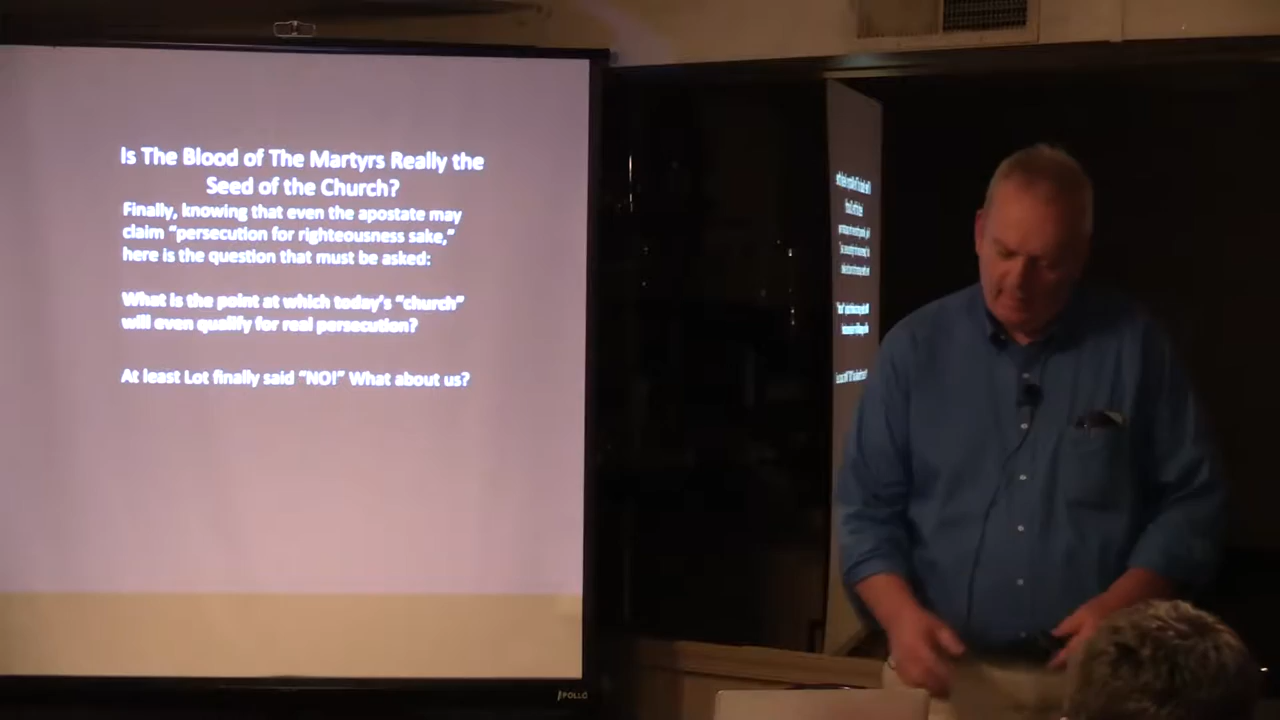 Is The Blood of The Martyrs Really the
Seed of the Church?
Finally, knowing that even the apostate may
claim “persecution for righteousness sake,”
here is the question that must be asked:
What is the point at which today’s “church”
will even qualify for real persecution?
At least Lot finally said “NO!” What about us?